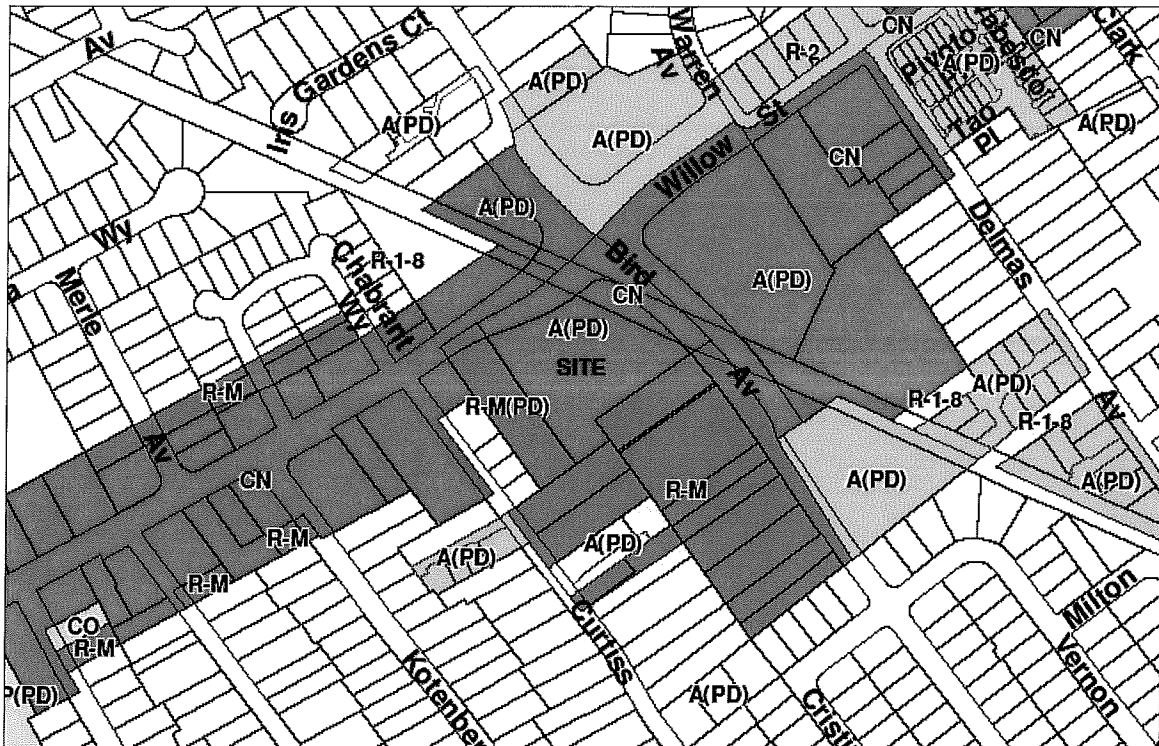 Av
Iris Gardens Ct
A(PD)
A(PD)
Warren Av
R-2
CN
CN
Clark
A(PD)
Tao Pl
A(PD)
A(PD)
Willow St
CN
A(PD)
Wy
Merle Av
R-1-8
Chabrant Wy
Bird Av
CN
A(PD)
A(PD)
SITE
Delmas Av
R-M
R-M(PD)
R-1-8
A(PD)
R-1-8
CN
R-M
A(PD)
A(PD)
R-M
A(PD)
A(PD)
R-M
CO
R-M
P(PD)
Kotenberg
Curtiss
A(PD)
Milton
Vernon